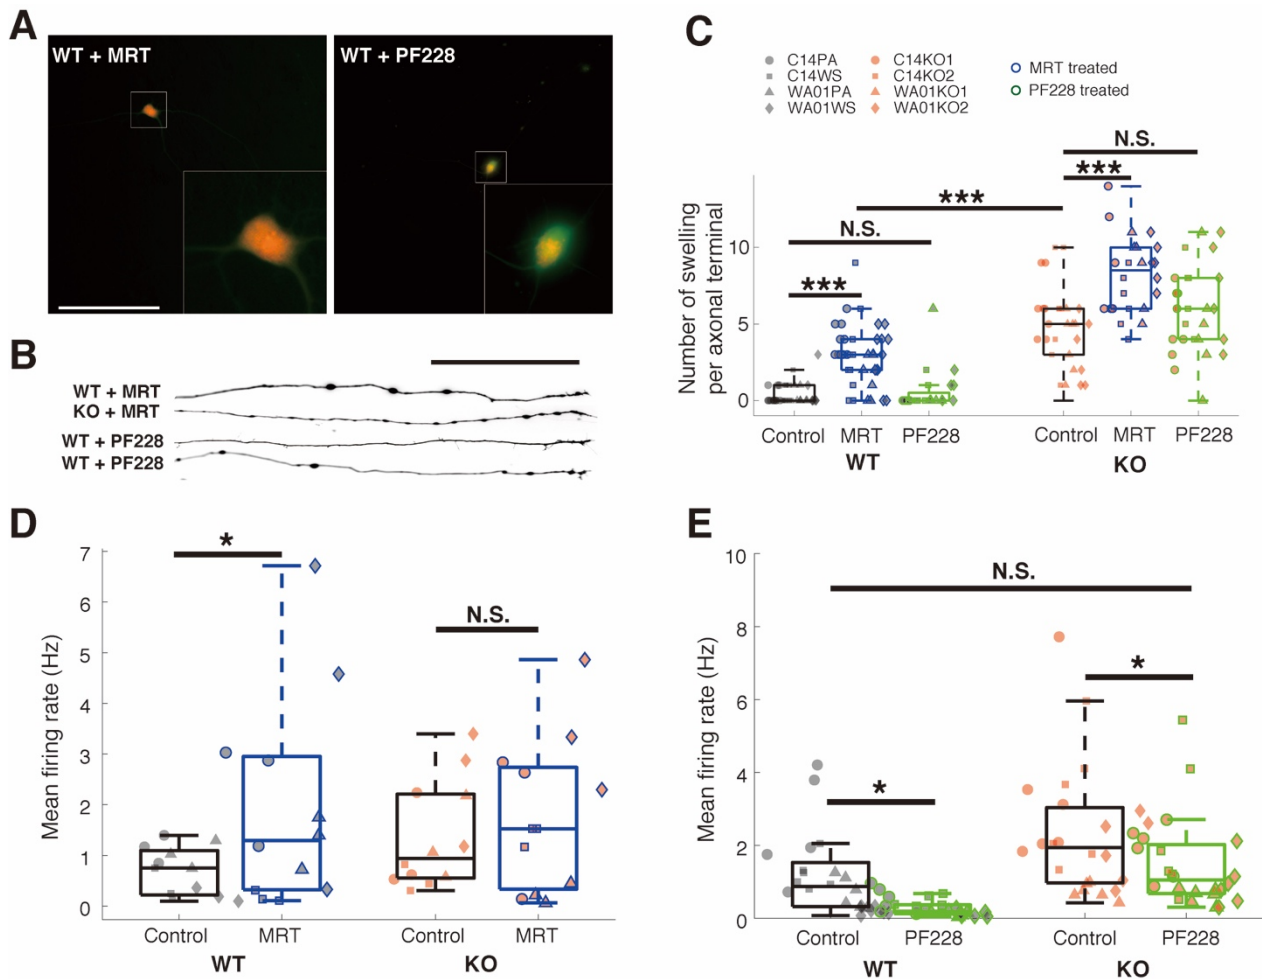 A
WT + MRT
WT + PF228
B
WT + MRT
KO + MRT
WT + PF228
WT + PF228
C
C14PA
C14WS
WA01PA
WA01WS
C14KO1
C14KO2
WA01KO1
WA01KO2
MRT treated
PF228 treated
Number of swelling
per axonal terminal
10
5
0
***
N.S.
***
***
N.S.
Control MRT PF228
WT
Control MRT PF228
KO
D
Mean firing rate (Hz)
7
6
5
4
3
2
1
0
*
N.S.
Control MRT
WT
Control MRT
KO
E
Mean firing rate (Hz)
10
8
6
4
2
0
N.S.
*
*
Control PF228
WT
Control PF228
KO